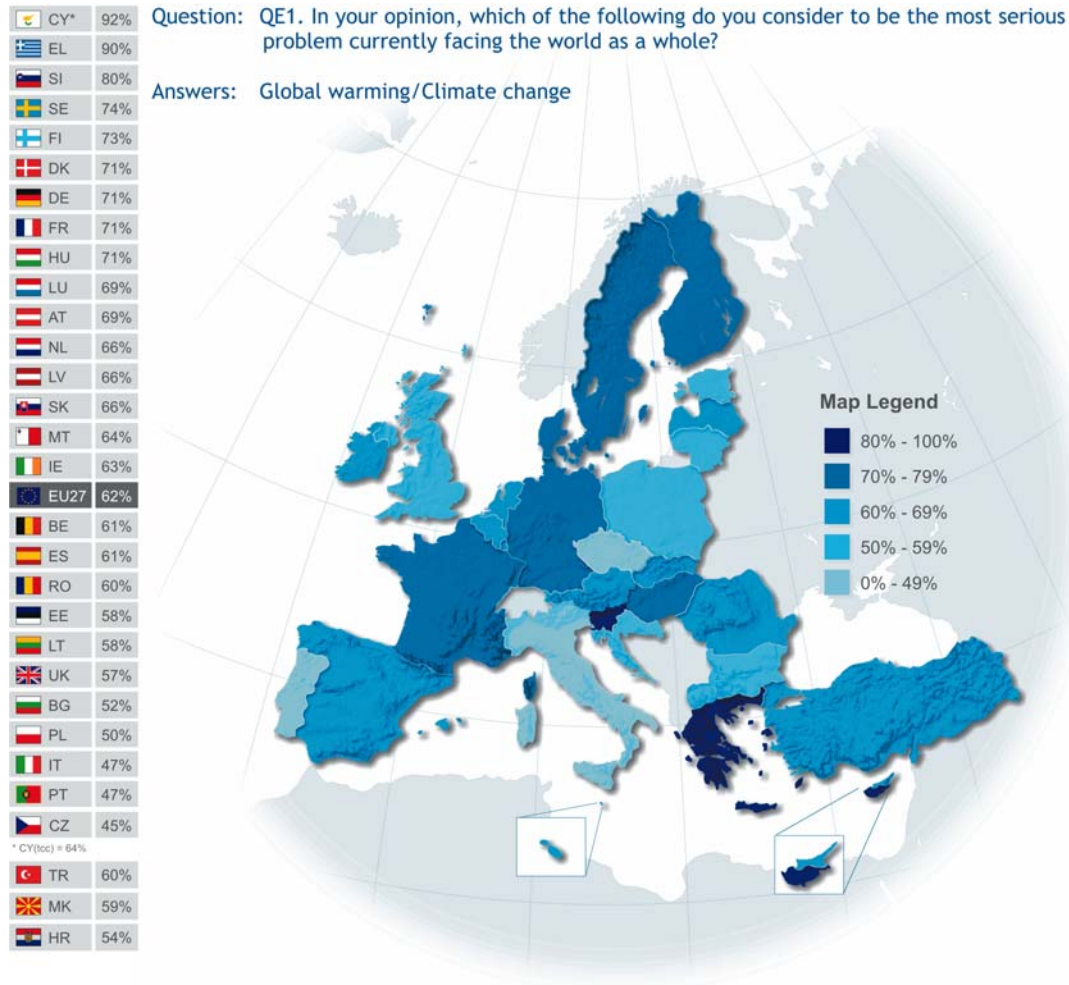 Question: QE1. In your opinion, which of the following do you consider to be the most serious
problem currently facing the world as a whole?
Answers: Global warming/Climate change
CY* 92%
EL 90%
SI 80%
SE 74%
FI 73%
DK 71%
DE 71%
FR 71%
HU 71%
LU 69%
AT 69%
NL 66%
LV 66%
SK 66%
MT 64%
IE 63%
EU27 62%
BE 61%
ES 61%
RO 60%
EE 58%
LT 58%
UK 57%
BG 52%
PL 50%
IT 47%
PT 47%
CZ 45%
* CY(tcc) = 64%
TR 60%
MK 59%
HR 54%
Map Legend
80% - 100%
70% - 79%
60% - 69%
50% - 59%
0% - 49%